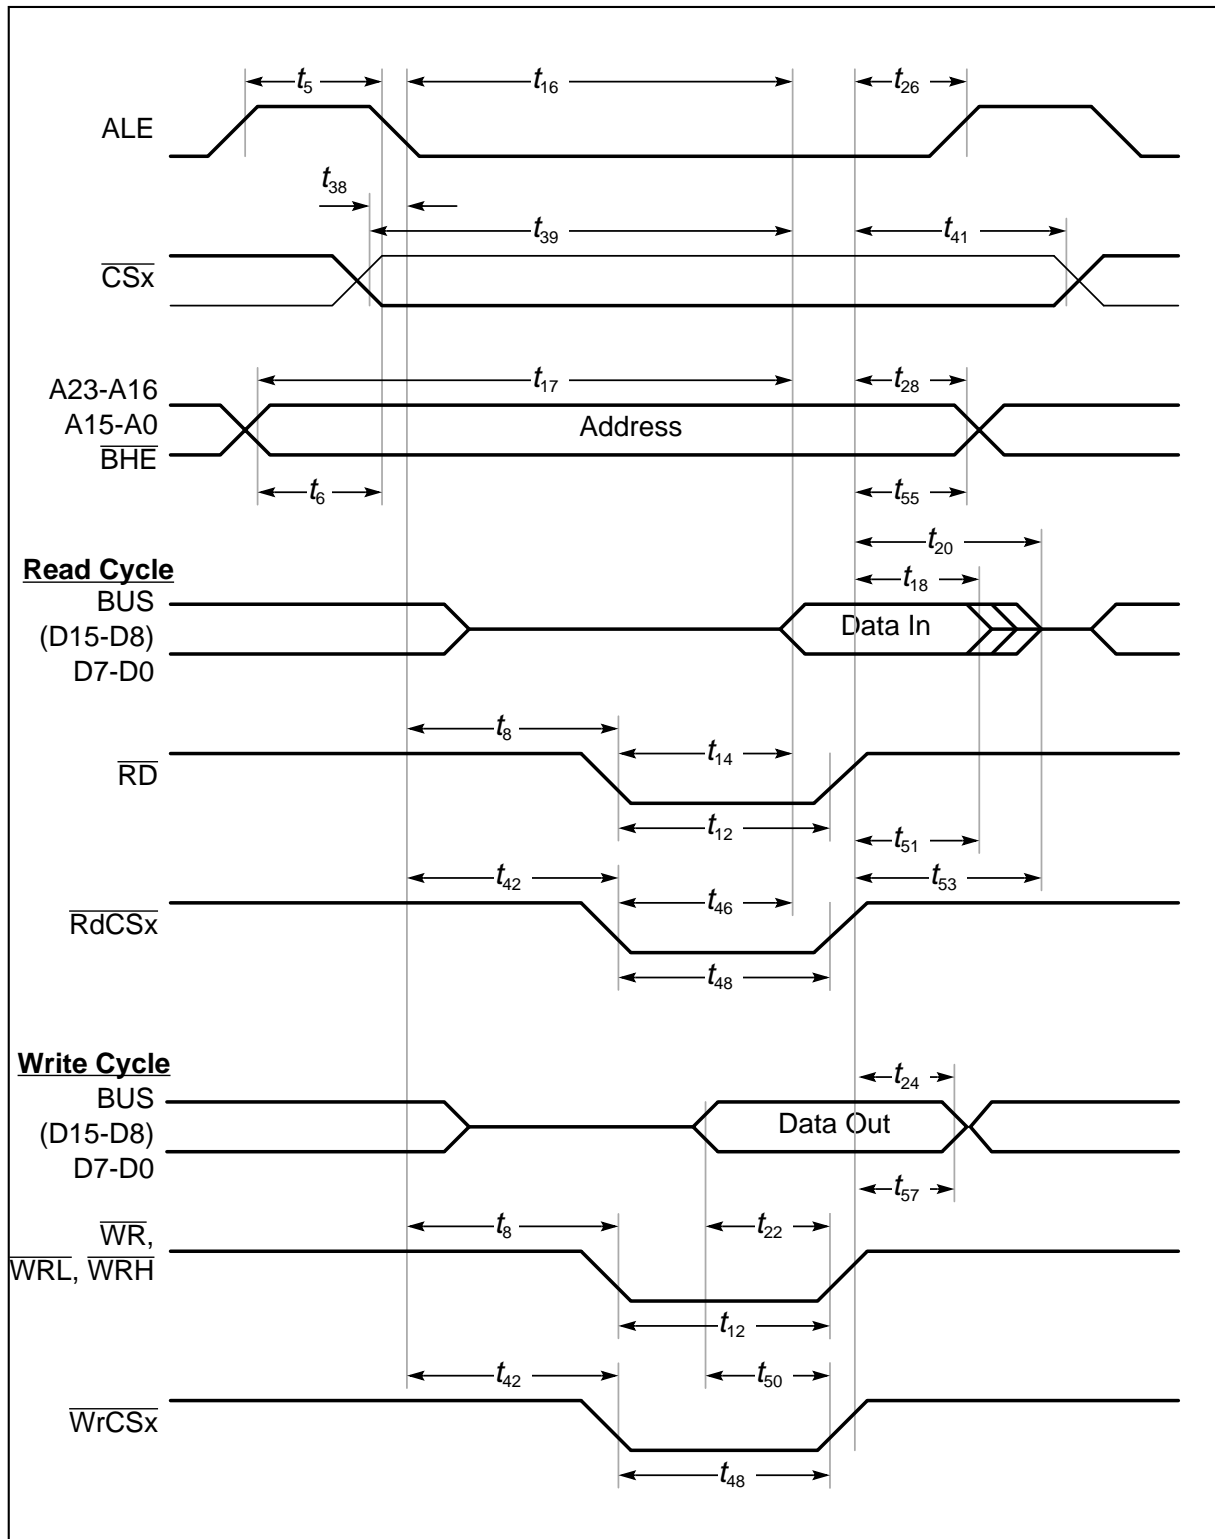 t5 t16 t26
ALE
t38
t39 t41
CSx
t17 t28
A23-A16
A15-A0
BHE
Address
t6 t55
t20
Read Cycle
t18
BUS
(D15-D8)
D7-D0
Data In
t8
t14
RD
t12 t51
t42 t53
t46
RdCSx
t48
Write Cycle
t24
BUS
(D15-D8)
D7-D0
Data Out
t57
t8 t22
WR,
WRL, WRH
t12
t42 t50
WrCSx
t48